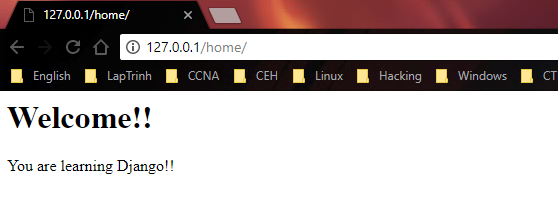 127.0.0.1/home/
127.0.0.1/home/
English LapTrinh CCNA CEH Linux Hacking Windows CT
Welcome!!
You are learning Django!!